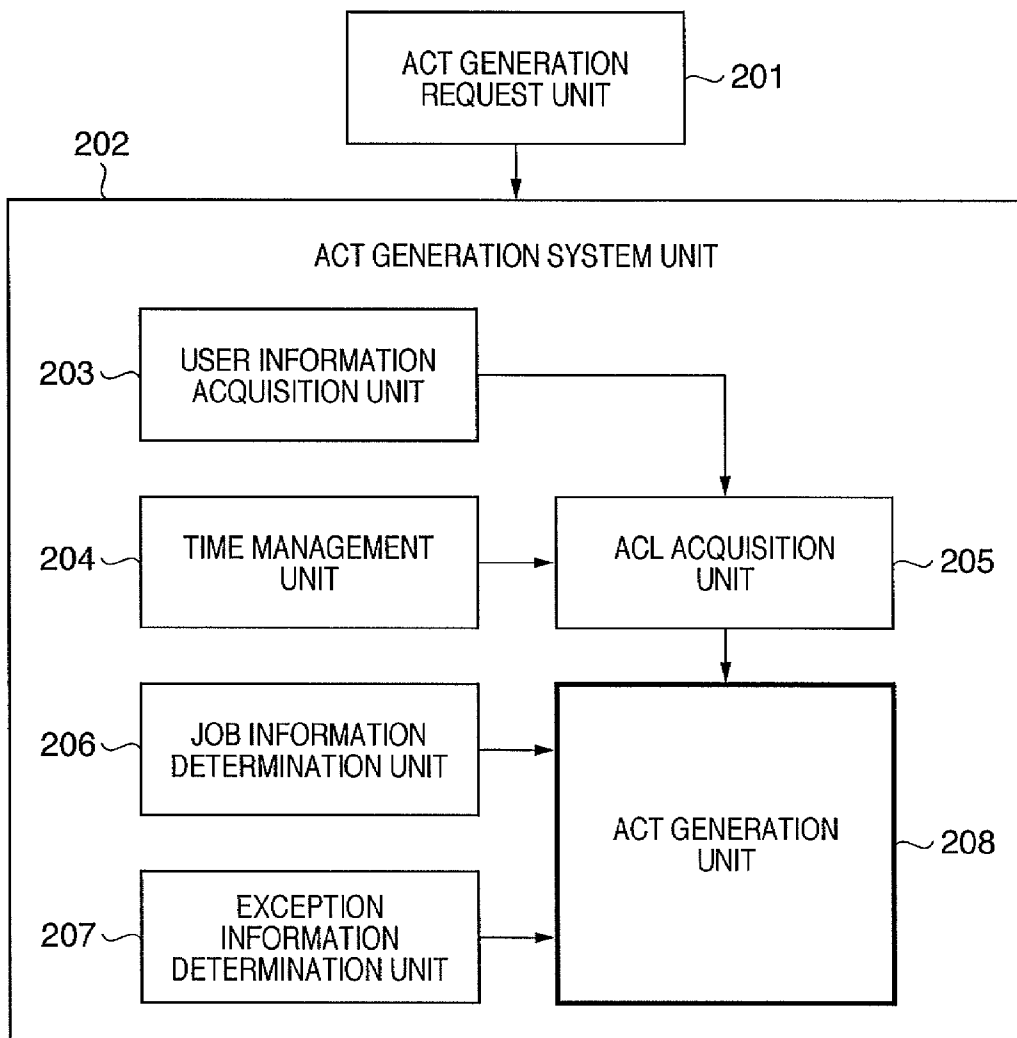 ACT GENERATION
REQUEST UNIT
201
202
ACT GENERATION SYSTEM UNIT
203
USER INFORMATION
ACQUISITION UNIT
204
TIME MANAGEMENT
UNIT
ACL ACQUISITION
UNIT
205
206
JOB INFORMATION
DETERMINATION UNIT
ACT GENERATION
UNIT
208
207
EXCEPTION
INFORMATION
DETERMINATION UNIT